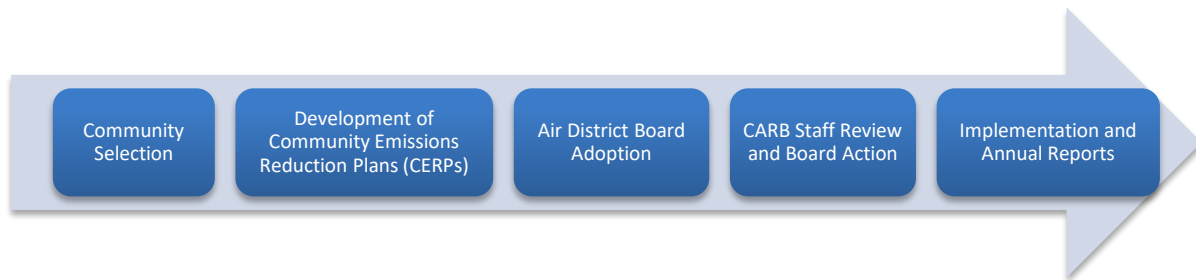 Community
Selection
Development of
Community Emissions
Reduction Plans (CERPs)
Air District Board
Adoption
CARB Staff Review
and Board Action
Implementation and
Annual Reports